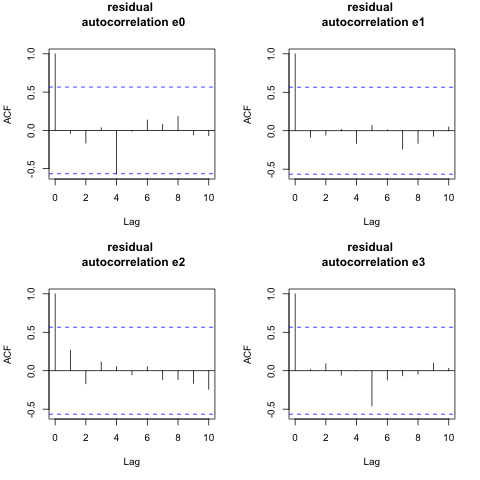 residual
autocorrelation e0
ACF
1.0
0.5
0.0
-0.5
0 2 4 6 8 10
Lag
residual
autocorrelation e1
ACF
1.0
0.5
0.0
-0.5
0 2 4 6 8 10
Lag
residual
autocorrelation e2
ACF
1.0
0.5
0.0
-0.5
0 2 4 6 8 10
Lag
residual
autocorrelation e3
ACF
1.0
0.5
0.0
-0.5
0 2 4 6 8 10
Lag